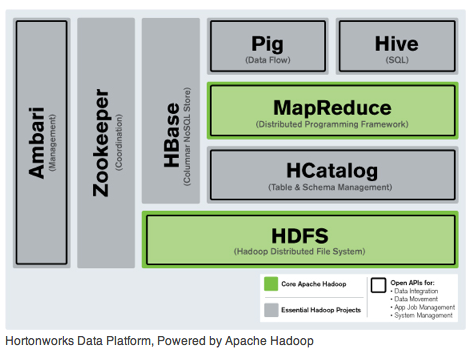 Ambari
(Management)
Zookeeper
(Coordination)
HBase
(Columnar NoSQL Store)
Pig
(Data Flow)
Hive
(SQL)
MapReduce
(Distributed Programming Framework)
HCatalog
(Table & Schema Management)
HDFS
(Hadoop Distributed File System)
Core Apache Hadoop
Essential Hadoop Projects
Open APIs for:
• Data Integration
• Data Movement
• App Job Management
• System Management
Hortonworks Data Platform, Powered by Apache Hadoop